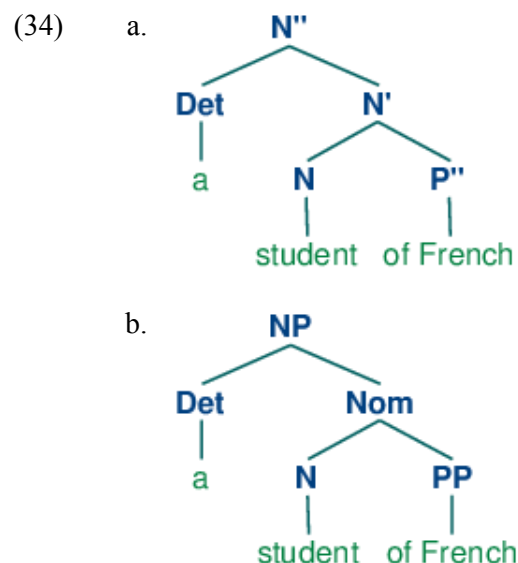 (34) a. N"
Det N'
a N P"
student of French
b. NP
Det Nom
a N PP
student of French